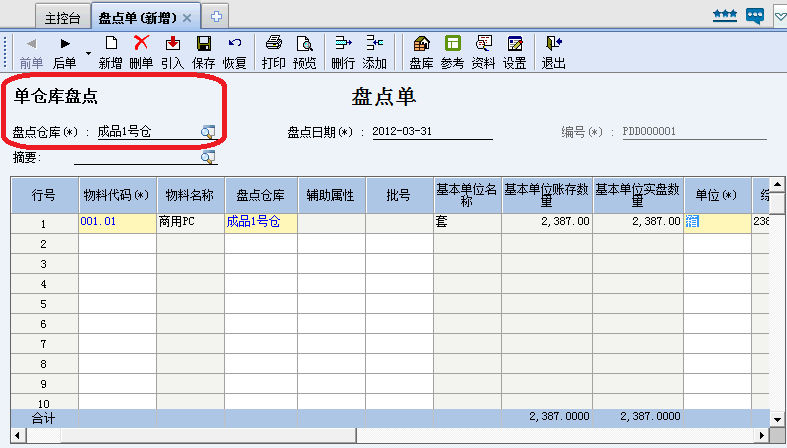 主控台 盘点单(新增)
前单 后单 新增 删单 引入 保存 恢复 打印 预览 删行 添加 盘库 参考 资料 设置 退出
单仓库盘点 盘点单
盘点仓库(*) : 成品1号仓 盘点日期(*) : 2012-03-31 编号(*) : PDD000001
摘要:
行号 物料代码(*) 物料名称 盘点仓库 辅助属性 批号 基本单位名称 基本单位账存数量 基本单位实盘数量 单位(*)
1 001.01 商用PC 成品1号仓 套 2,387.00 2,387.00 箱 238
2
3
4
5
6
7
8
9
10
合计 2,387.0000 2,387.0000